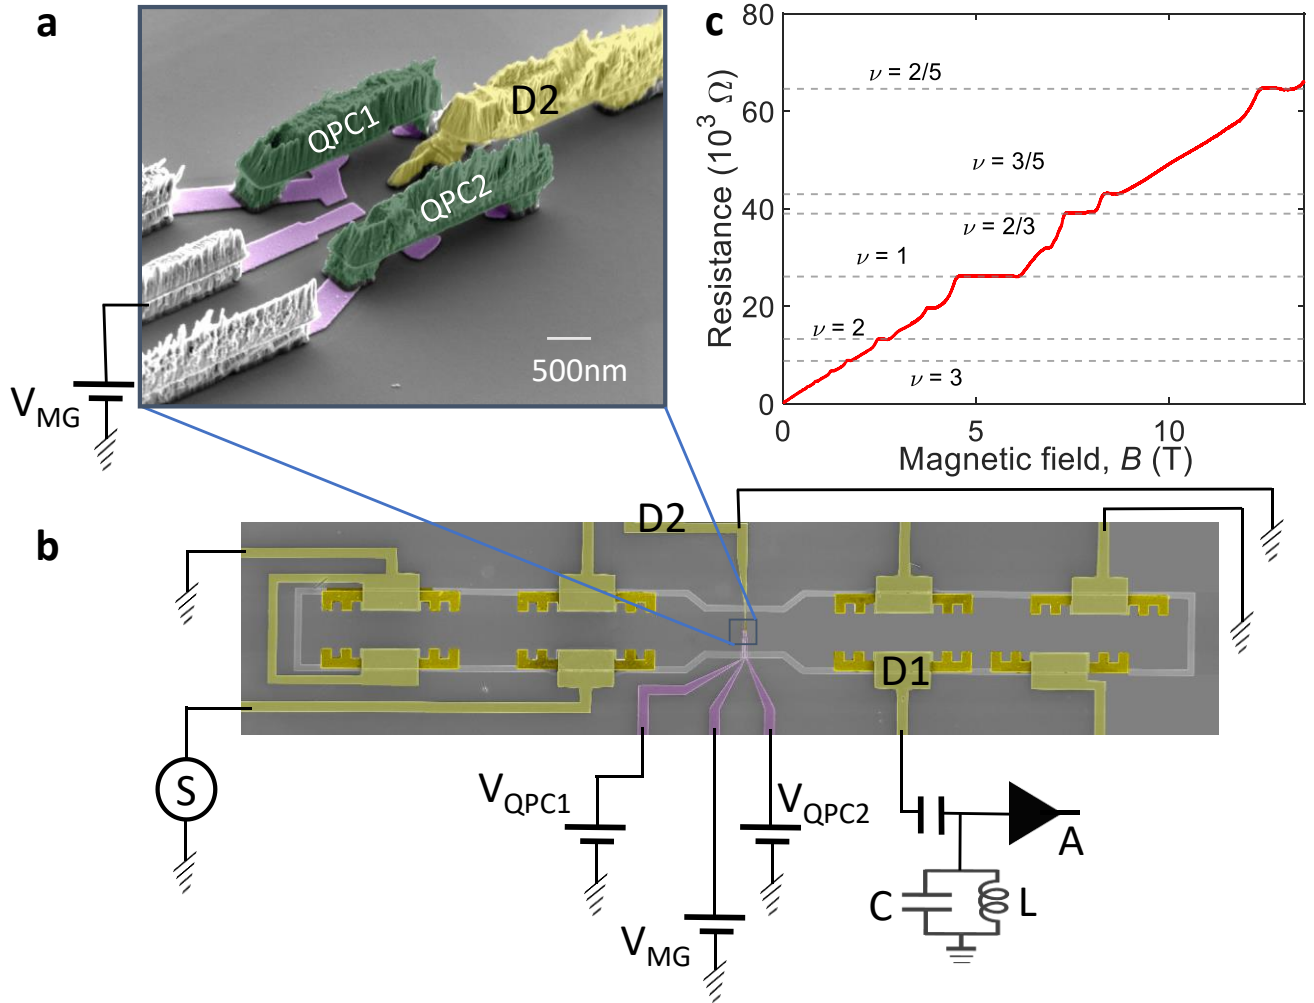 a
QPC1
D2
QPC2
500nm
V_MG
c
Resistance (10³ Ω)
80
60
40
20
0
ν = 2/5
ν = 3/5
ν = 2/3
ν = 1
ν = 2
ν = 3
0
5
10
Magnetic field, B (T)
b
D2
D1
S
V_QPC1
V_MG
V_QPC2
A
C
L